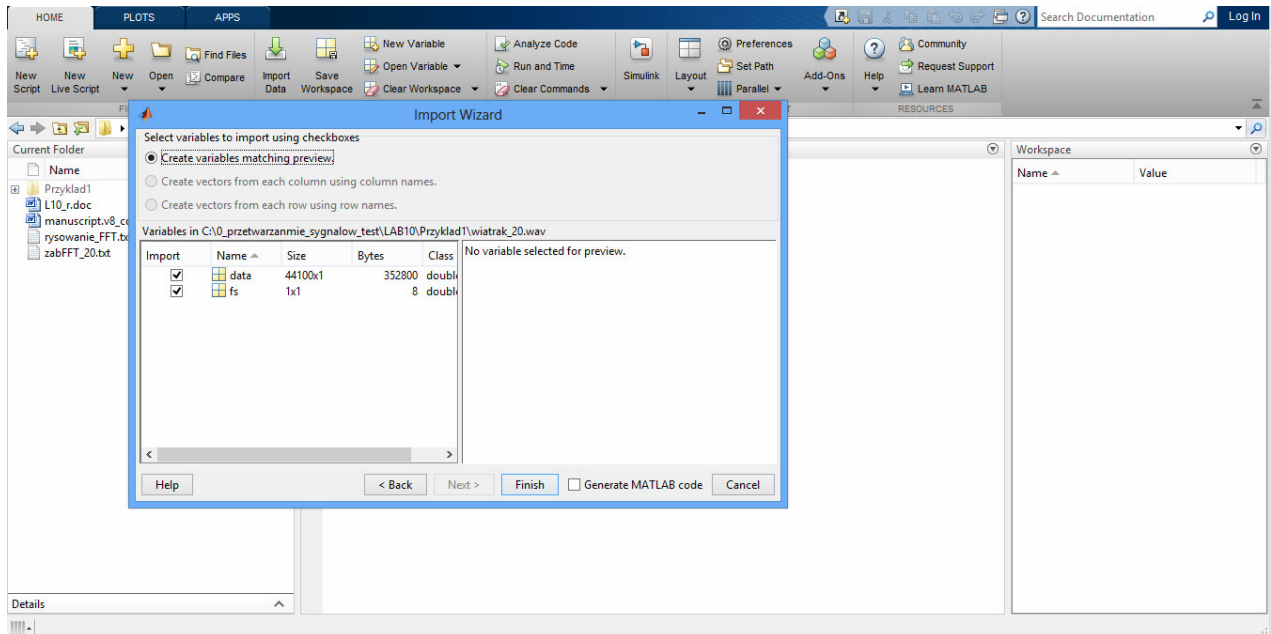 HOME PLOTS APPS Search Documentation Log In
New Script
New Live Script
New
Open
Find Files
Compare
Import Data
Save Workspace
New Variable
Open Variable
Clear Workspace
Analyze Code
Run and Time
Clear Commands
Simulink
Layout
Preferences
Set Path
Parallel
Add-Ons
Help
Community
Request Support
Learn MATLAB
RESOURCES
Import Wizard
Current Folder
Name
Przyklad1
L10_r.doc
manuscript.v8_c
rysowanie_FFT.tx
zabFFT_20.txt
Details
Select variables to import using checkboxes
Create variables matching preview.
Create vectors from each column using column names.
Create vectors from each row using row names.
Variables in C:\0_przetwarzanmie_sygnalow_test\LAB10\Przyklad1\wiatrak_20.wav
Import Name Size Bytes Class
data 44100x1 352800 doubl
fs 1x1 8 doubl
No variable selected for preview.
Help < Back Next > Finish Generate MATLAB code Cancel
Workspace
Name Value